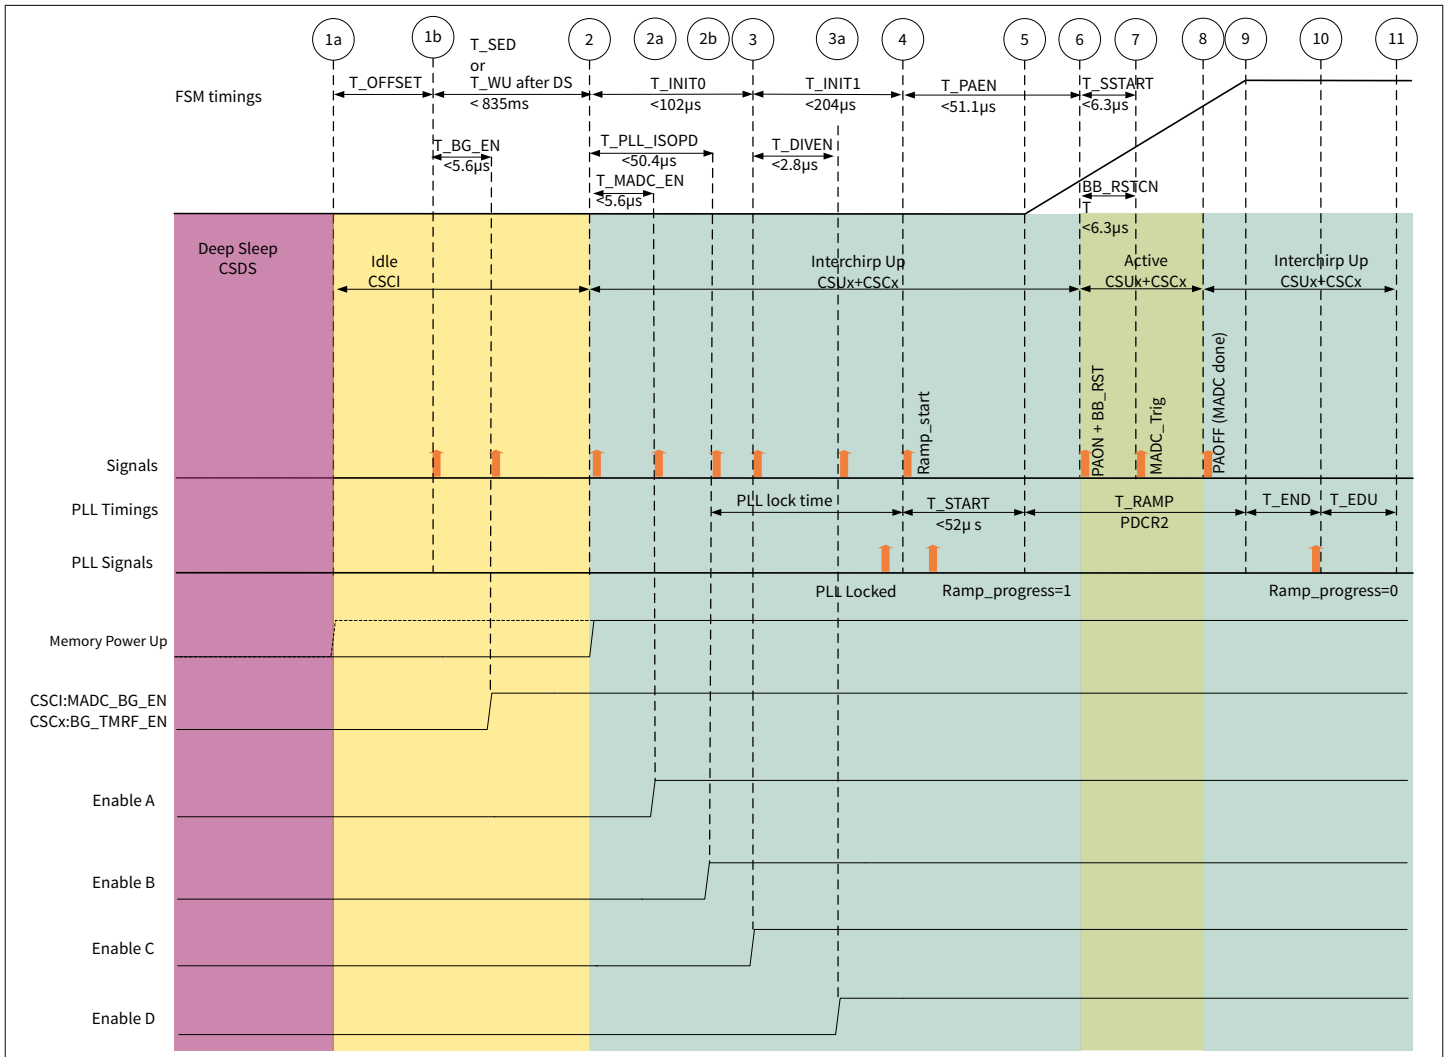 1a
1b
2
2a
2b
3
3a
4
5
6
7
8
9
10
11
T_SED
or
T_WU after DS
< 835ms
FSM timings
T_OFFSET
T_INIT0
<102µs
T_INIT1
<204µs
T_PAEN
<51.1µs
T_SSTART
<6.3µs
T_BG_EN
<5.6µs
T_PLL_ISOPD
<50.4µs
T_MADC_EN
<5.6µs
T_DIVEN
<2.8µs
BB_RSTCN
T
<6.3µs
Deep Sleep
CSDS
Idle
CSCI
Interchirp Up
CSUx+CSCx
Active
CSUx+CSCx
Interchirp Up
CSUx+CSCx
Ramp_start
PAON + BB_RST
MADC_Trig
PAOFF (MADC done)
Signals
PLL Timings
PLL lock time
T_START
<52µ s
T_RAMP
PDCR2
T_END
T_EDU
PLL Signals
PLL Locked
Ramp_progress=1
Ramp_progress=0
Memory Power Up
CSCI:MADC_BG_EN
CSCx:BG_TMRF_EN
Enable A
Enable B
Enable C
Enable D